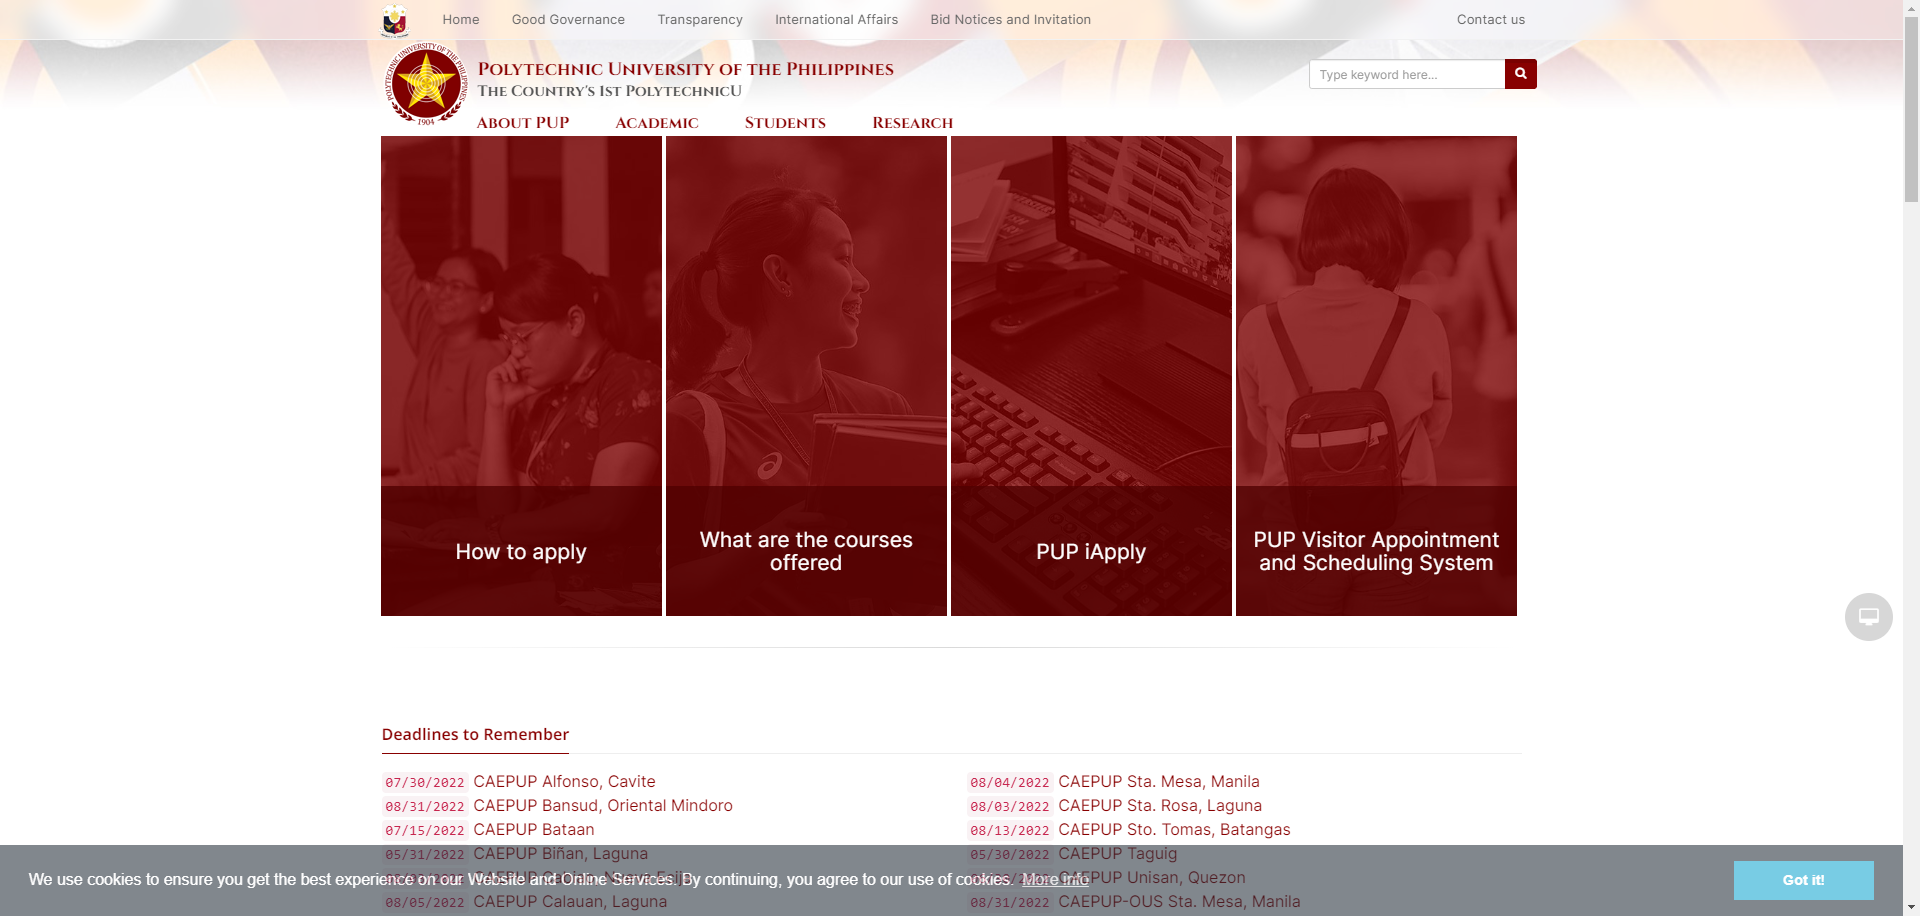 Home
Good Governance
Transparency
International Affairs
Bid Notices and Invitation
Contact us
POLYTECHNIC UNIVERSITY OF THE PHILIPPINES
1904
Polytechnic University of the Philippines
The Country's 1st PolytechnicU
Type keyword here...
About PUP
Academic
Students
Research
How to apply
What are the courses
offered
PUP iApply
PUP Visitor Appointment
and Scheduling System
Deadlines to Remember
07/30/2022 CAEPUP Alfonso, Cavite
08/31/2022 CAEPUP Bansud, Oriental Mindoro
07/15/2022 CAEPUP Bataan
05/31/2022 CAEPUP Biñan, Laguna
08/05/2022 CAEPUP Calauan, Laguna
08/04/2022 CAEPUP Sta. Mesa, Manila
08/03/2022 CAEPUP Sta. Rosa, Laguna
08/13/2022 CAEPUP Sto. Tomas, Batangas
05/30/2022 CAEPUP Taguig
CAEPUP Unisan, Quezon
08/31/2022 CAEPUP-OUS Sta. Mesa, Manila
We use cookies to ensure you get the best experience on our Website and Online Services. By continuing, you agree to our use of cookies. More info
Got it!